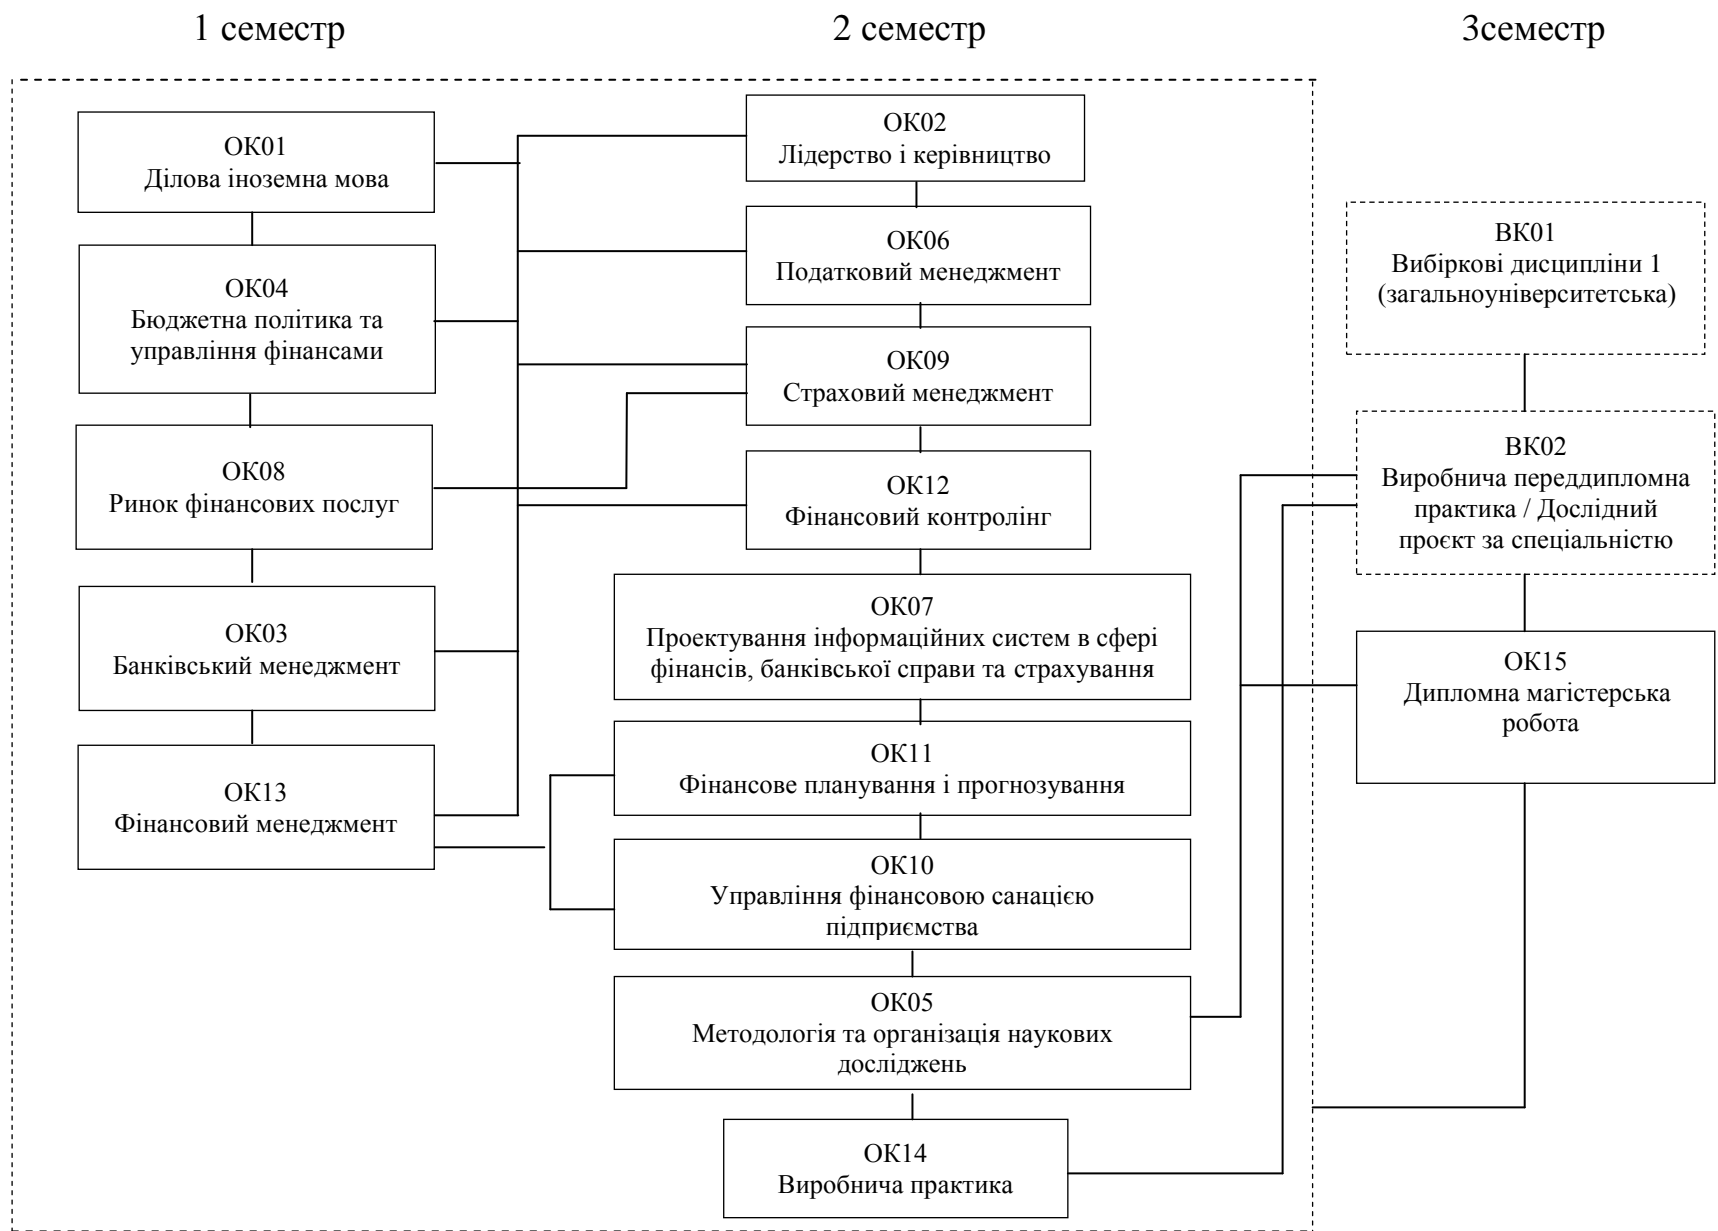 1 семестр
2 семестр
3семестр
ОК01
Ділова іноземна мова
ОК04
Бюджетна політика та
управління фінансами
ОК08
Ринок фінансових послуг
ОК03
Банківський менеджмент
ОК13
Фінансовий менеджмент
ОК02
Лідерство і керівництво
ОК06
Податковий менеджмент
ОК09
Страховий менеджмент
ОК12
Фінансовий контролінг
ОК07
Проектування інформаційних систем в сфері
фінансів, банківської справи та страхування
ОК11
Фінансове планування і прогнозування
ОК10
Управління фінансовою санацією
підприємства
ОК05
Методологія та організація наукових
досліджень
ОК14
Виробнича практика
ВК01
Вибіркові дисципліни 1
(загальноуніверситетська)
ВК02
Виробнича переддипломна
практика / Дослідний
проєкт за спеціальністю
ОК15
Дипломна магістерська
робота